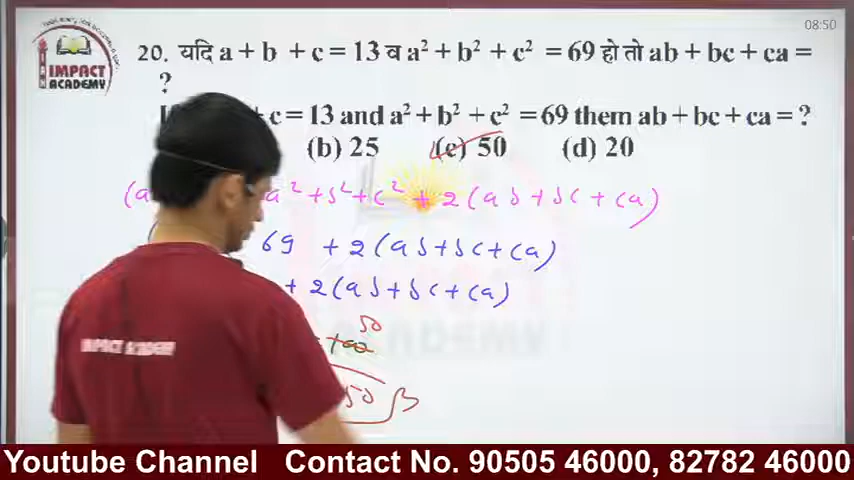 08:50
IMPACT
ACADEMY
20. यदि a + b + c = 13 व a² + b² + c² = 69 हो तो ab + bc + ca =
?
+ c = 13 and a² + b² + c² = 69 them ab + bc + ca = ?
(b) 25 (c) 50 (d) 20
(a a² + b² + c² + 2 (ab + bc + ca)
69 + 2 (ab + bc + ca)
+ 2 (ab + bc + ca)
50
100
50
IMPACT ACADEMY
Youtube Channel Contact No. 90505 46000, 82782 46000